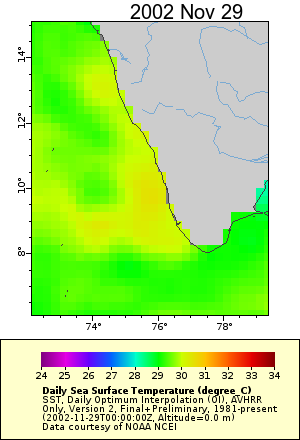 2002 Nov 29
14°
12°
10°
8°
74°
76°
78°
24 25 26 27 28 29 30 31 32 33 34
Daily Sea Surface Temperature (degree_C)
SST, Daily Optimum Interpolation (OI), AVHRR
Only, Version 2, Final+Preliminary, 1981-present
(2002-11-29T00:00:00Z, Altitude=0.0 m)
Data courtesy of NOAA NCEI